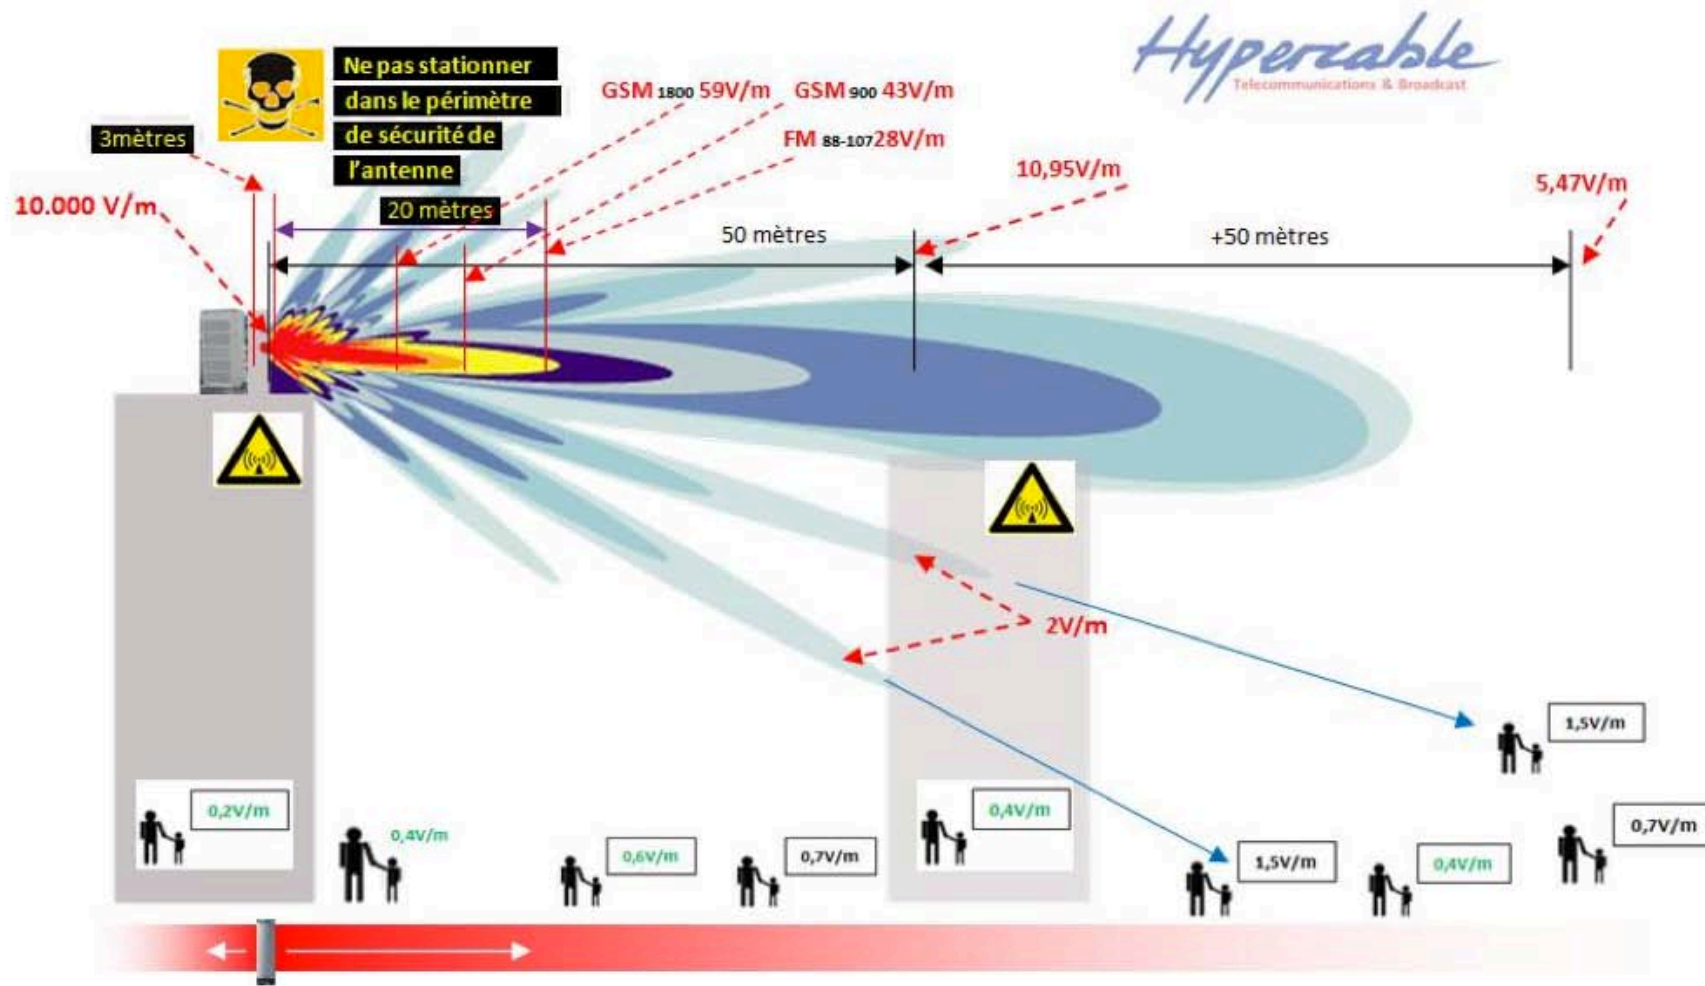 Hypercable
Telecommunications & Broadcast
Ne pas stationner
dans le périmètre
de sécurité de
l'antenne
3mètres
GSM 1800 59V/m
GSM 900 43V/m
FM 88-10728V/m
10.000 V/m
20 mètres
10,95V/m
5,47V/m
50 mètres
+50 mètres
2V/m
1,5V/m
0,2V/m
0,4V/m
0,4V/m
0,7V/m
0,6V/m
0,7V/m
1,5V/m
0,4V/m